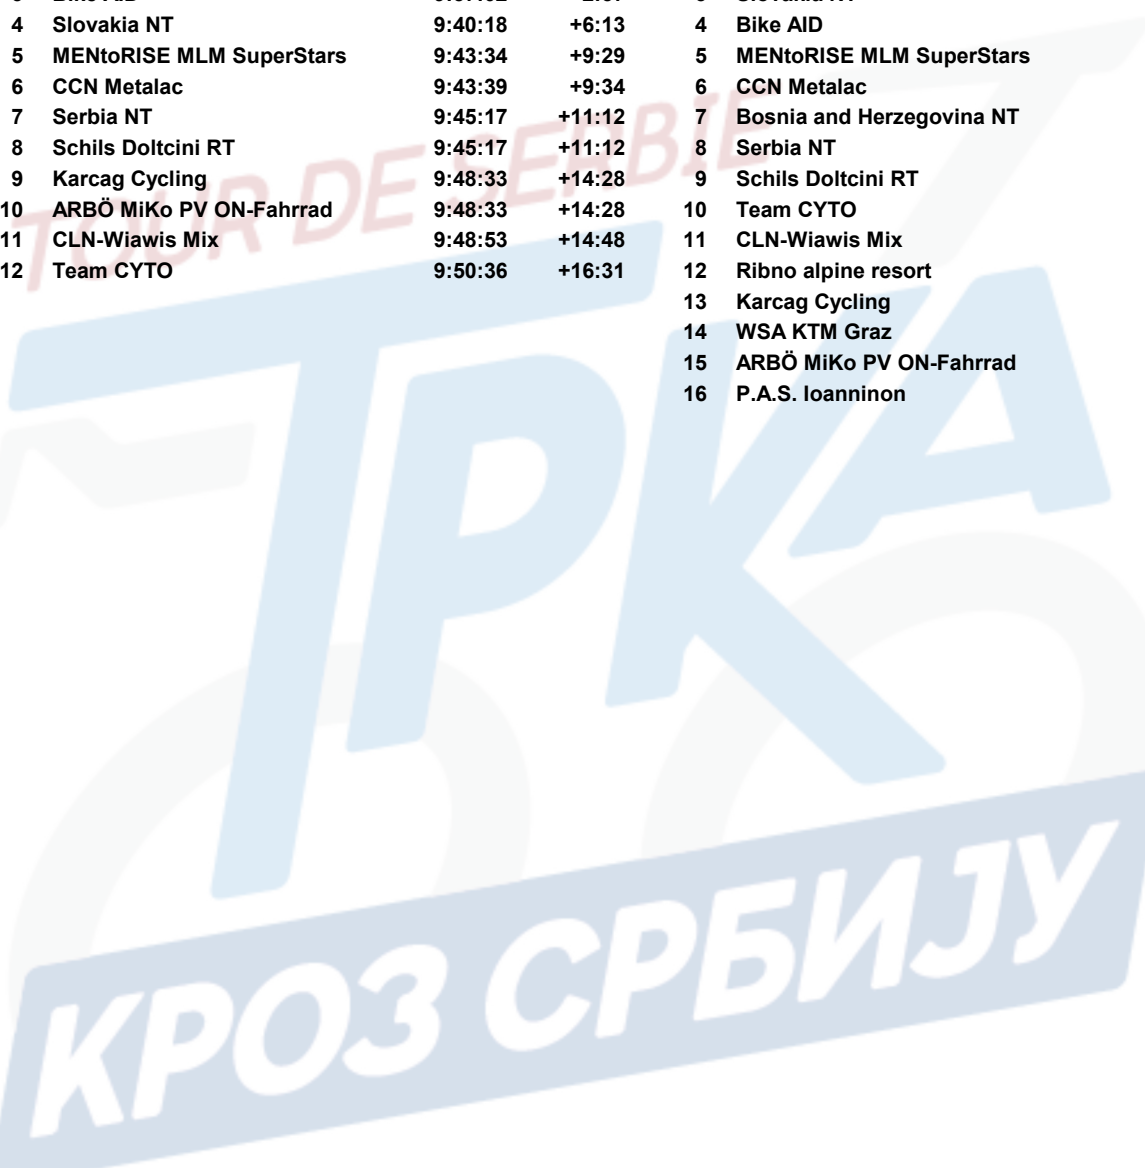 4 Slovakia NT 9:40:18 +6:13 4 Bike AID
5 MENtoRISE MLM SuperStars 9:43:34 +9:29 5 MENtoRISE MLM SuperStars
6 CCN Metalac 9:43:39 +9:34 6 CCN Metalac
7 Serbia NT 9:45:17 +11:12 7 Bosnia and Herzegovina NT
8 Schils Doltcini RT 9:45:17 +11:12 8 Serbia NT
9 Karcag Cycling 9:48:33 +14:28 9 Schils Doltcini RT
10 ARBÖ MiKo PV ON-Fahrrad 9:48:33 +14:28 10 Team CYTO
11 CLN-Wiawis Mix 9:48:53 +14:48 11 CLN-Wiawis Mix
12 Team CYTO 9:50:36 +16:31 12 Ribno alpine resort
13 Karcag Cycling
14 WSA KTM Graz
15 ARBÖ MiKo PV ON-Fahrrad
16 P.A.S. Ioanninon
TOUR DE SERBIE
ТРКА
КРОЗ СРБИЈУ